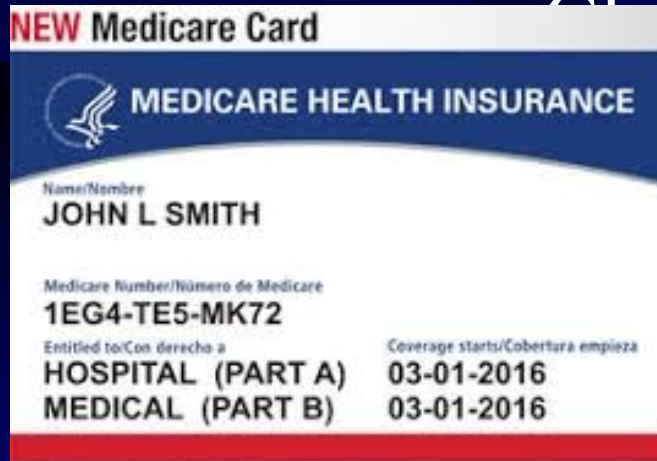 NEW Medicare Card
MEDICARE HEALTH INSURANCE
Name/Nombre
JOHN L SMITH
Medicare Number/Número de Medicare
1EG4-TE5-MK72
Entitled to/Con derecho a
Coverage starts/Cobertura empieza
HOSPITAL (PART A) 03-01-2016
MEDICAL (PART B) 03-01-2016